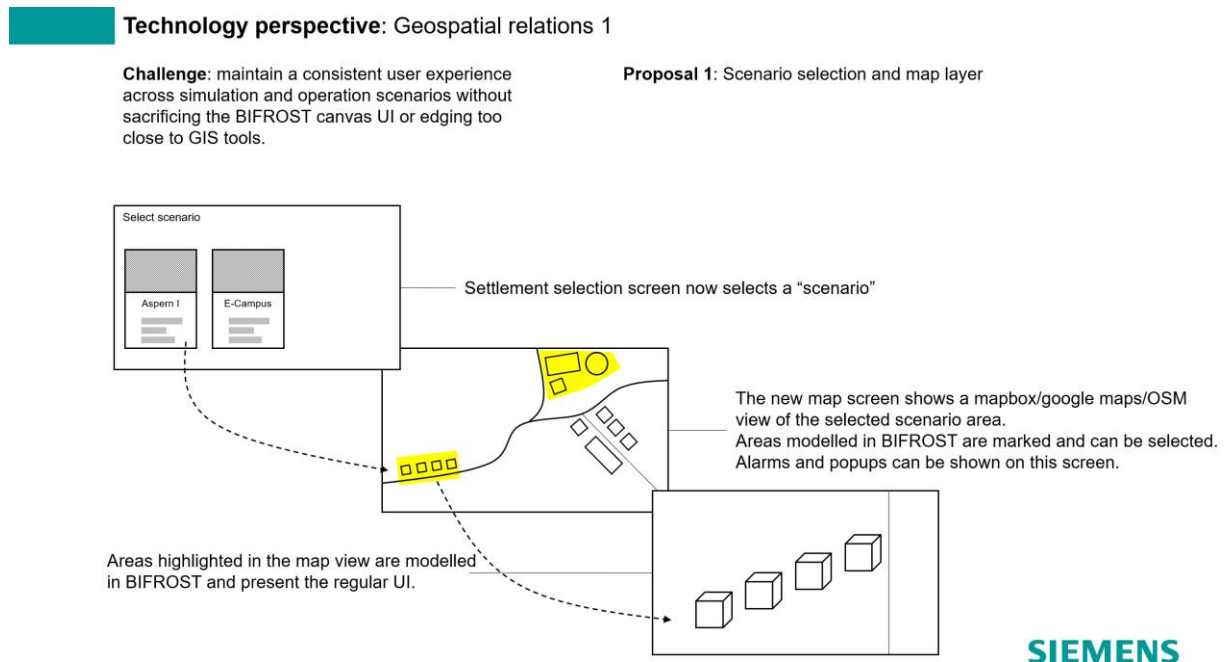 Technology perspective: Geospatial relations 1
Challenge: maintain a consistent user experience
across simulation and operation scenarios without
sacrificing the BIFROST canvas UI or edging too
close to GIS tools.
Proposal 1: Scenario selection and map layer
Select scenario
Aspern I
E-Campus
Settlement selection screen now selects a “scenario”
The new map screen shows a mapbox/google maps/OSM
view of the selected scenario area.
Areas modelled in BIFROST are marked and can be selected.
Alarms and popups can be shown on this screen.
Areas highlighted in the map view are modelled
in BIFROST and present the regular UI.
SIEMENS